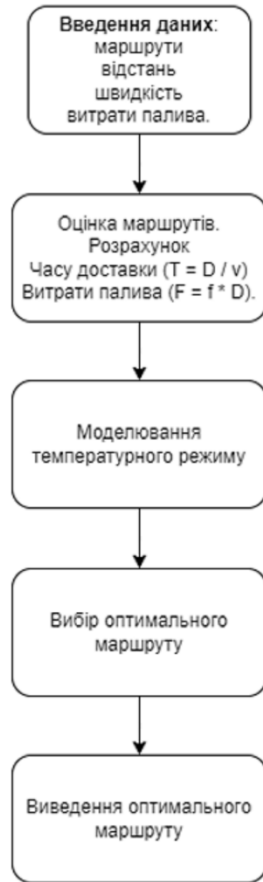 Введення даних:
маршрути
відстань
швидкість
витрати палива.
Оцінка маршрутів.
Розрахунок
Часу доставки (T = D / v)
Витрати палива (F = f * D).
Моделювання
температурного режиму
Вибір оптимального
маршруту
Виведення оптимального
маршруту